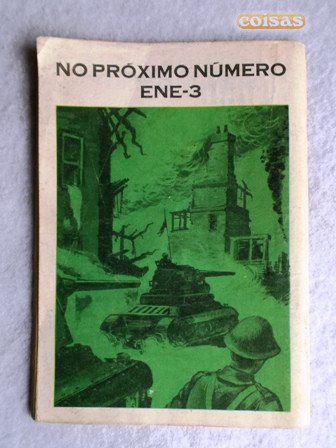 coisas
NO PRÓXIMO NÚMERO
ENE-3